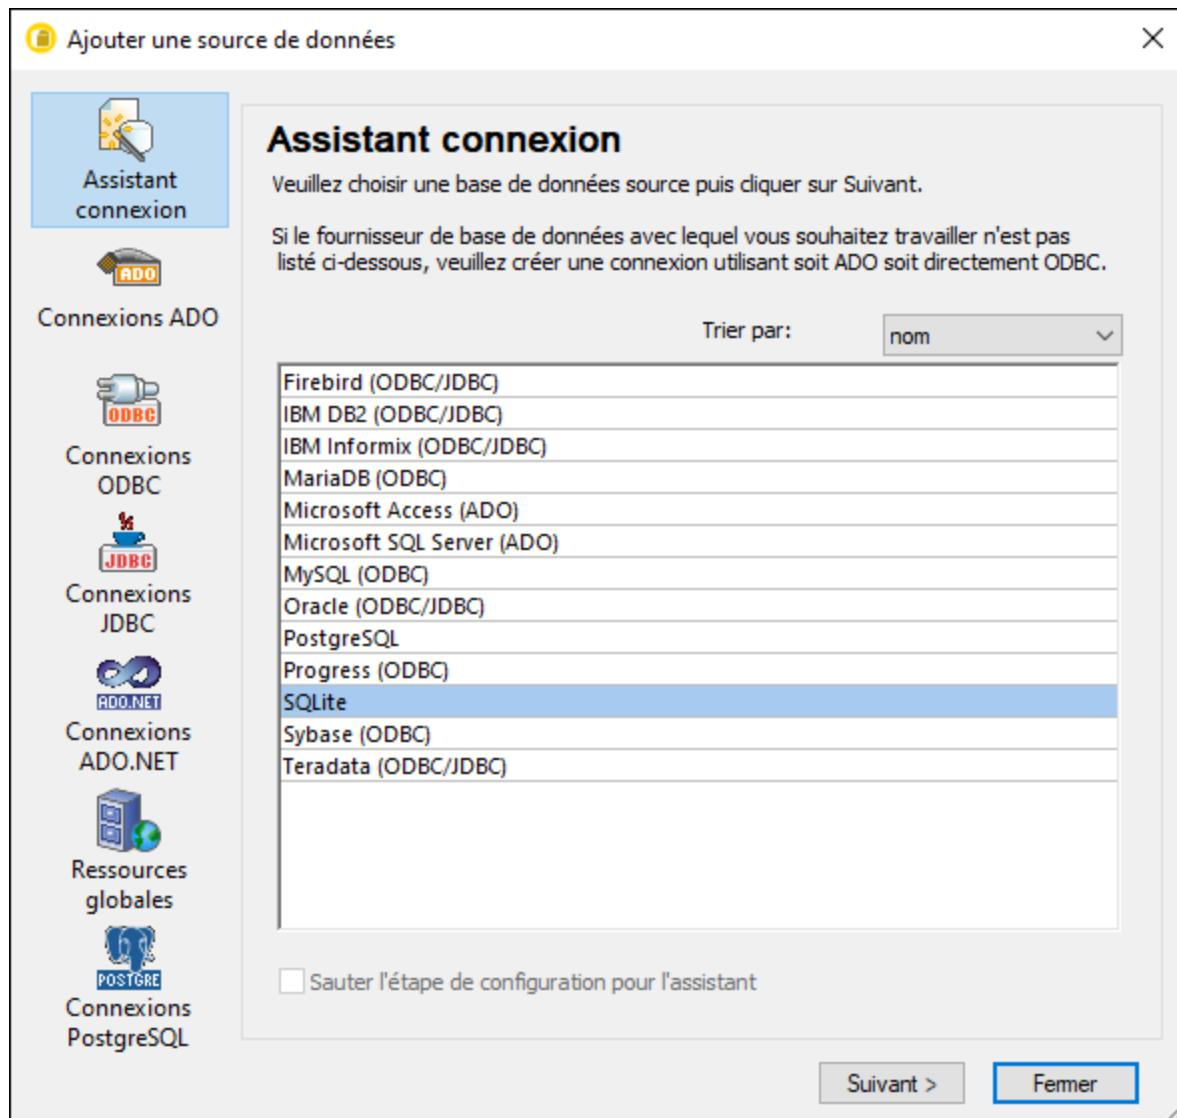 Ajouter une source de données
Assistant
connexion
ADO
Connexions ADO
ODBC
Connexions
ODBC
JDBC
Connexions
JDBC
ADO.NET
Connexions
ADO.NET
Ressources
globales
POSTGRE
Connexions
PostgreSQL
Assistant connexion
Veuillez choisir une base de données source puis cliquer sur Suivant.
Si le fournisseur de base de données avec lequel vous souhaitez travailler n'est pas
listé ci-dessous, veuillez créer une connexion utilisant soit ADO soit directement ODBC.
Trier par: nom
Firebird (ODBC/JDBC)
IBM DB2 (ODBC/JDBC)
IBM Informix (ODBC/JDBC)
MariaDB (ODBC)
Microsoft Access (ADO)
Microsoft SQL Server (ADO)
MySQL (ODBC)
Oracle (ODBC/JDBC)
PostgreSQL
Progress (ODBC)
SQLite
Sybase (ODBC)
Teradata (ODBC/JDBC)
Sauter l'étape de configuration pour l'assistant
Suivant > Fermer